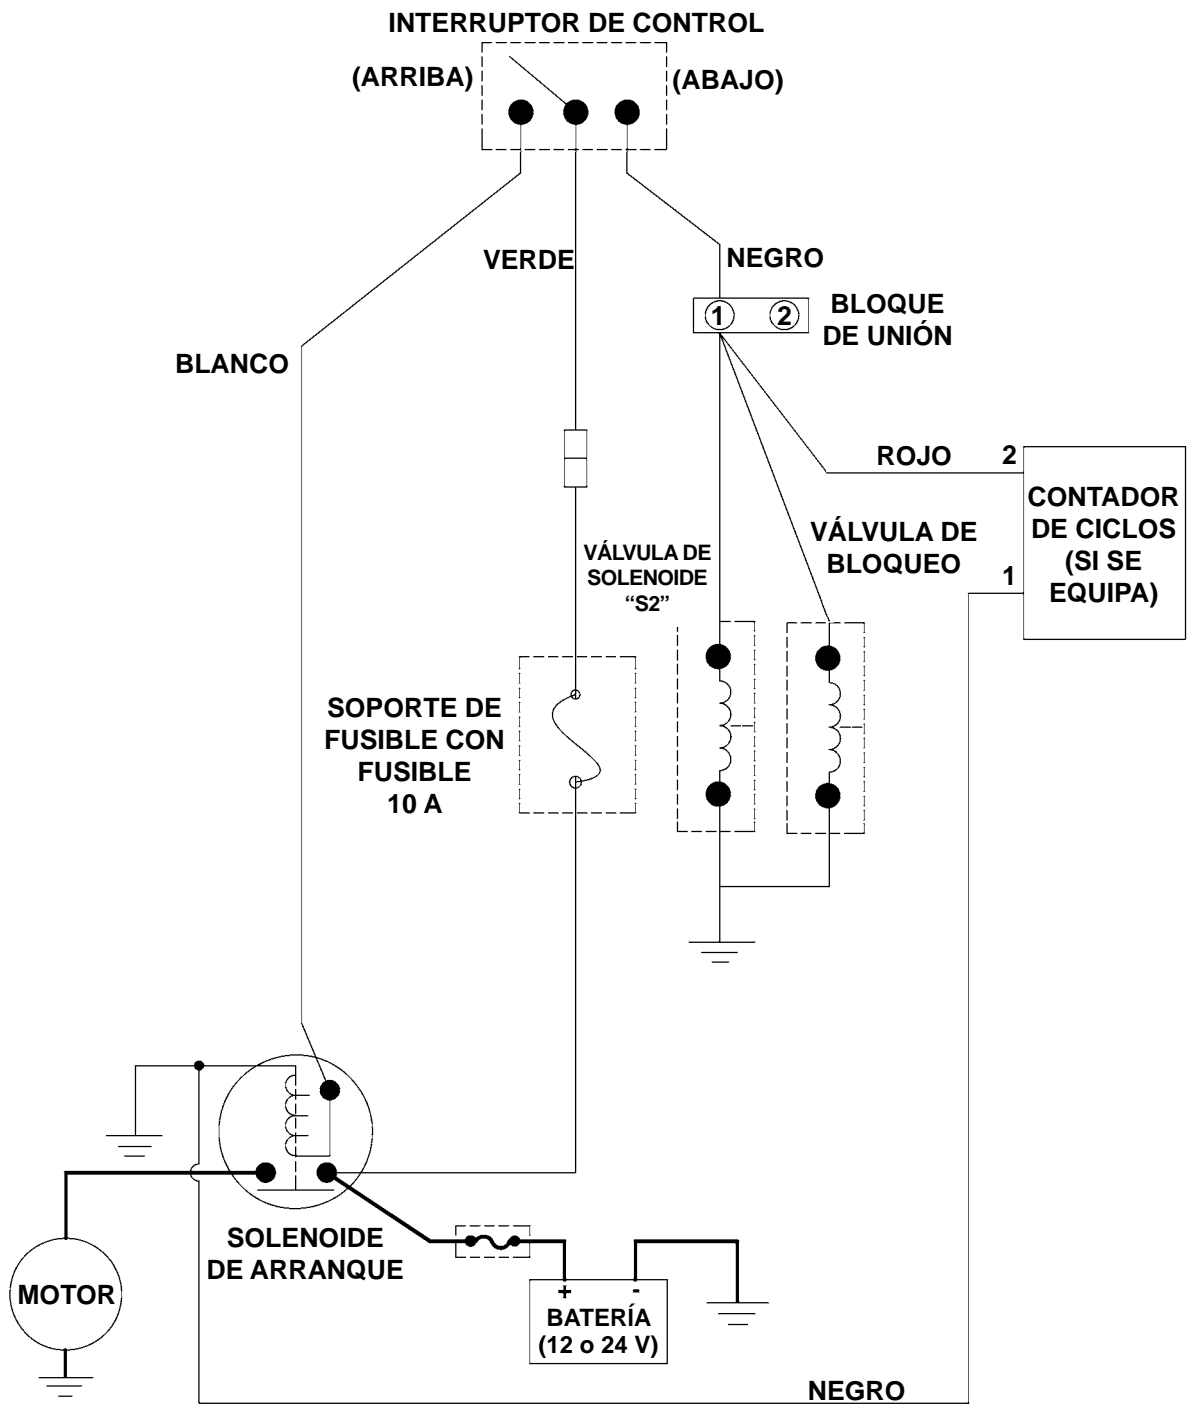 INTERRUPTOR DE CONTROL
(ARRIBA)
(ABAJO)
VERDE
NEGRO
1
2
BLOQUE
DE UNIÓN
BLANCO
ROJO
2
CONTADOR
DE CICLOS
(SI SE
EQUIPA)
1
VÁLVULA DE
BLOQUEO
VÁLVULA DE
SOLENOIDE
“S2”
SOPORTE DE
FUSIBLE CON
FUSIBLE
10 A
SOLENOIDE
DE ARRANQUE
MOTOR
+ -
BATERÍA
(12 o 24 V)
NEGRO